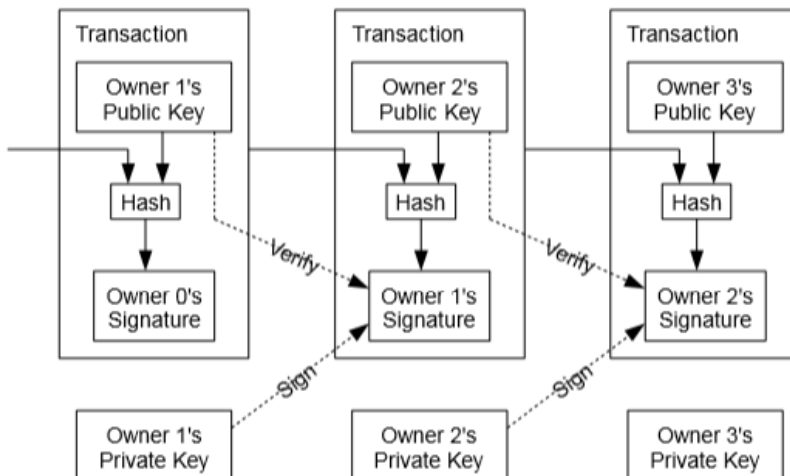 Transaction
Owner 1's
Public Key
Hash
Owner 0's
Signature
Transaction
Owner 2's
Public Key
Hash
Verify
Owner 1's
Signature
Transaction
Owner 3's
Public Key
Hash
Verify
Owner 2's
Signature
Sign
Sign
Owner 1's
Private Key
Owner 2's
Private Key
Owner 3's
Private Key